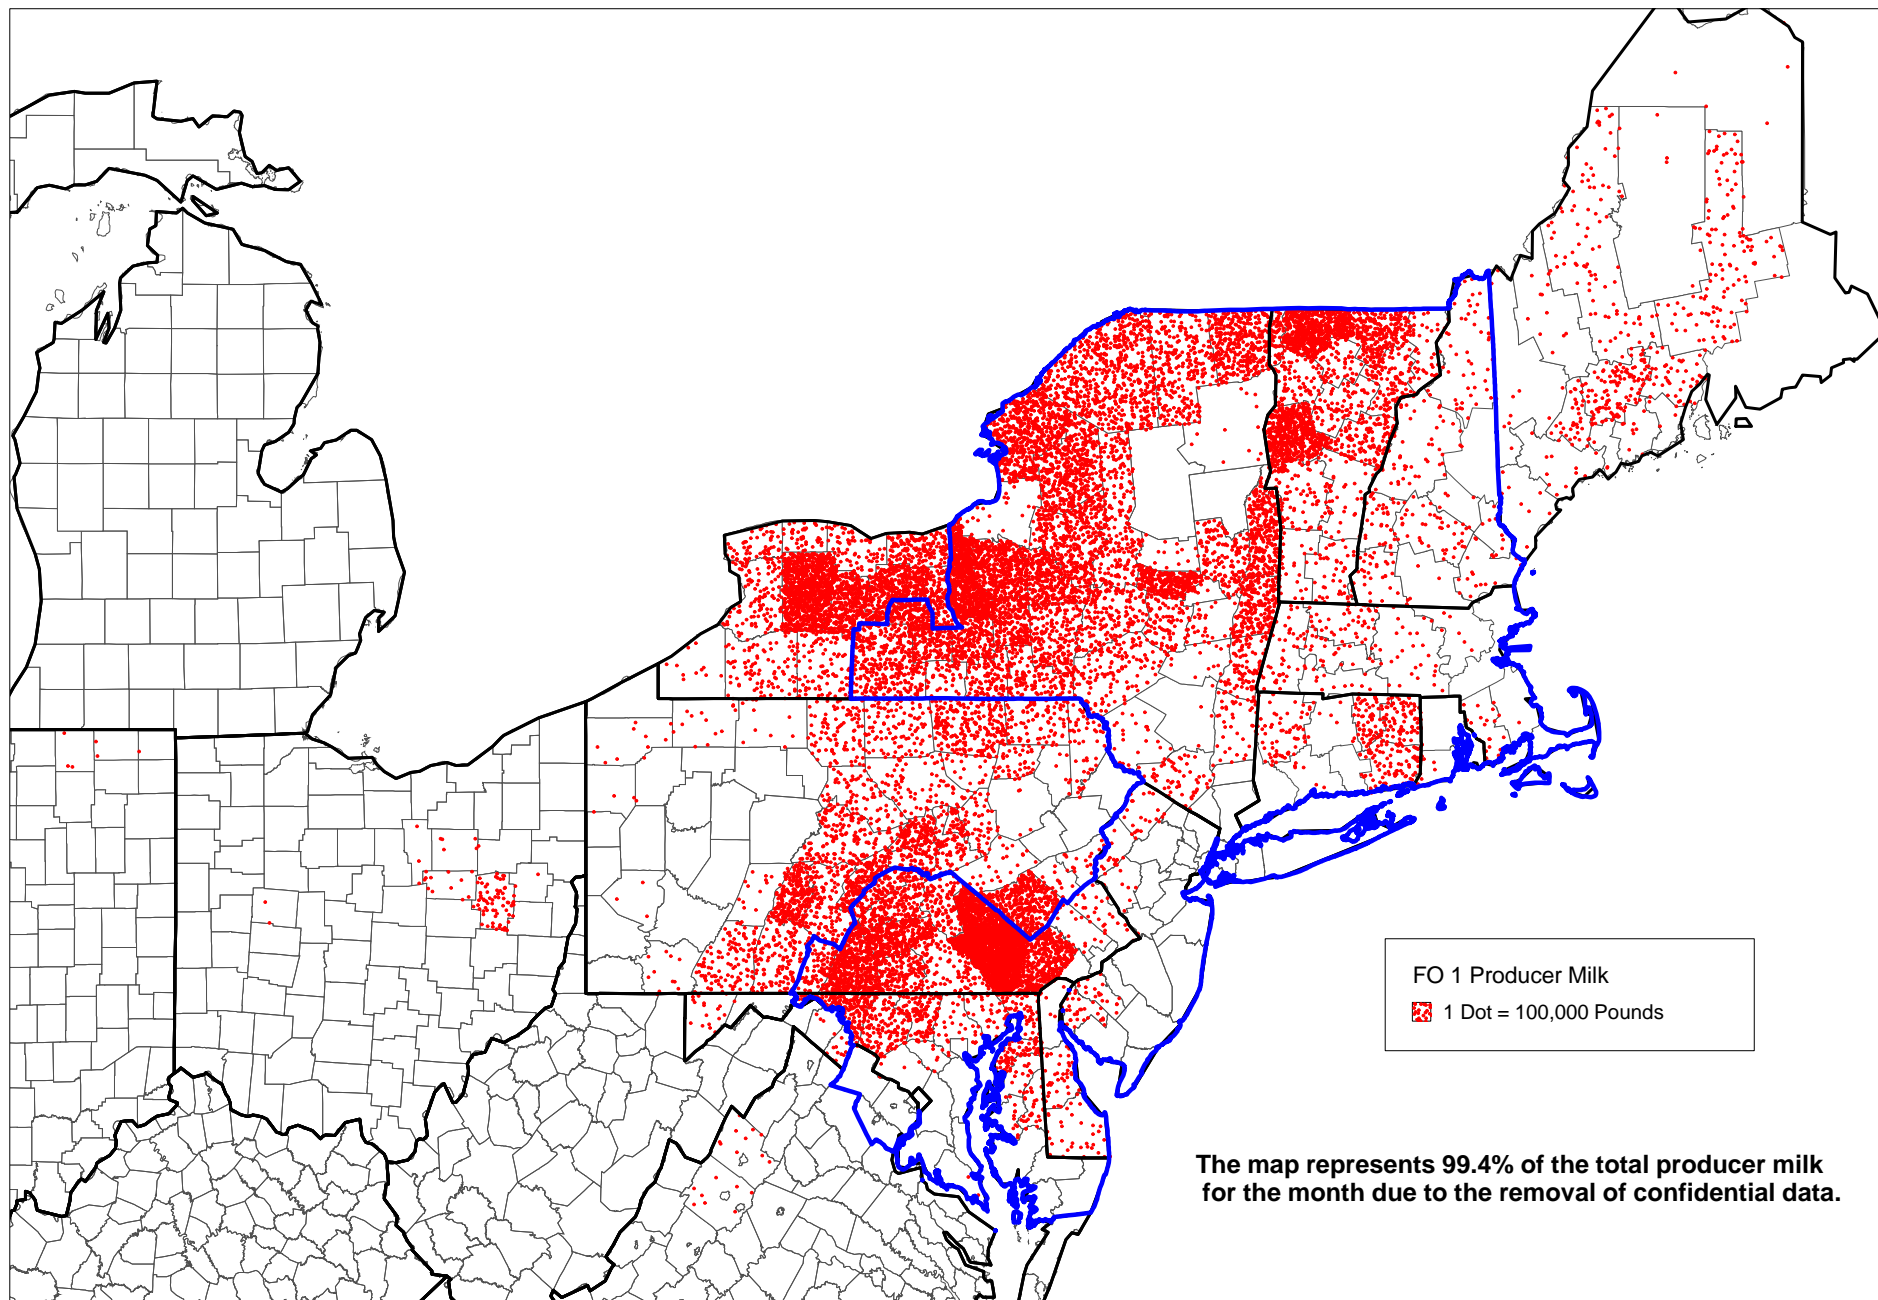 FO 1 Producer Milk
1 Dot = 100,000 Pounds
The map represents 99.4% of the total producer milk
for the month due to the removal of confidential data.